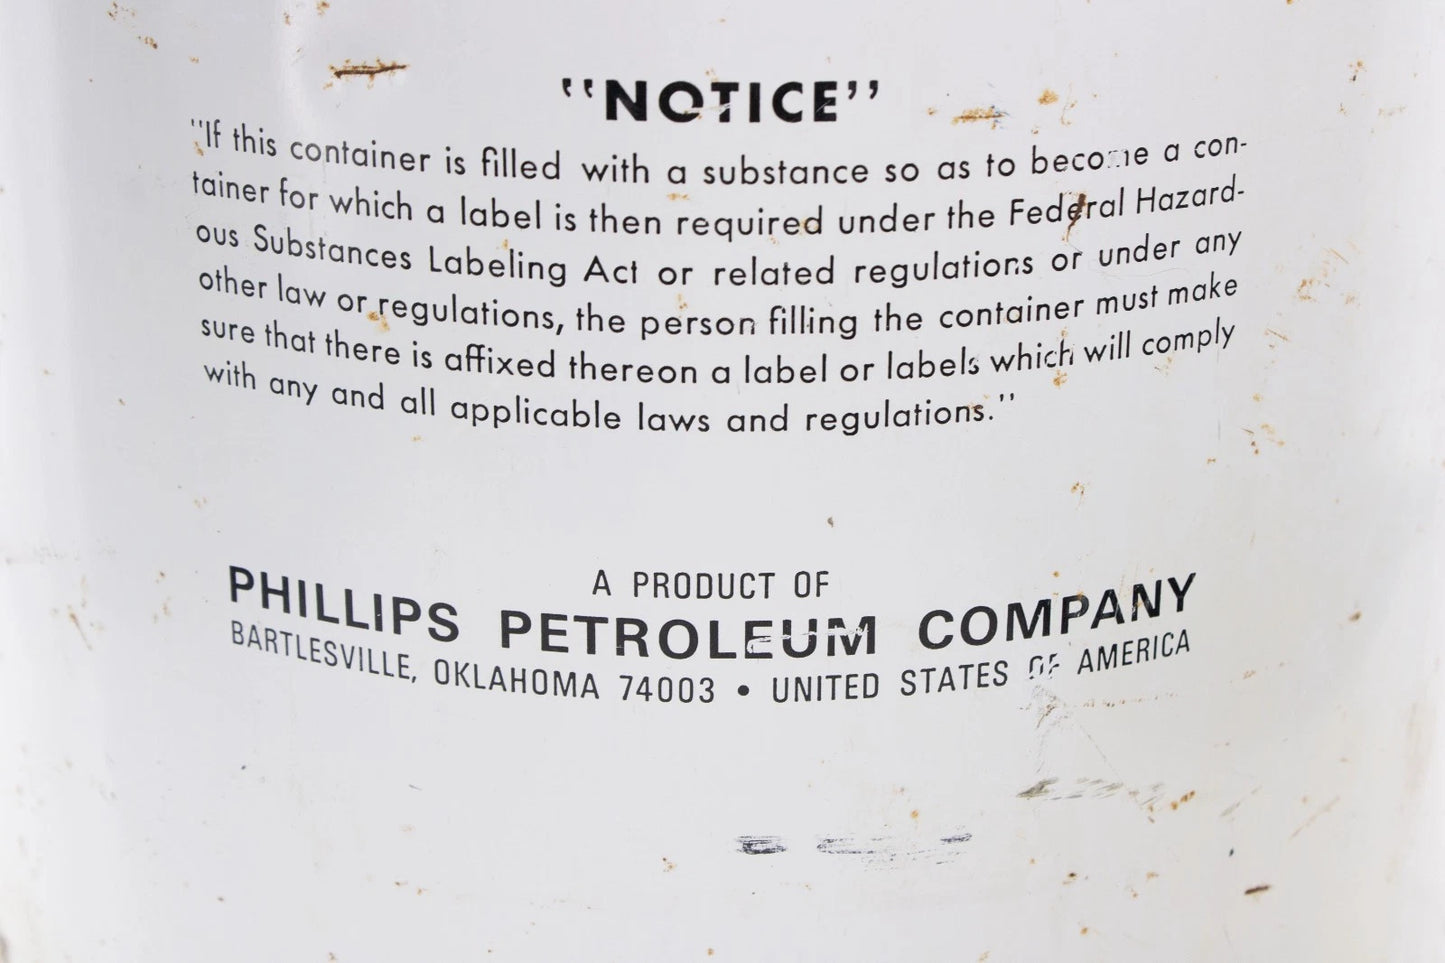 "NOTICE"
"If this container is filled with a substance so as to become a con-
tainer for which a label is then required under the Federal Hazard-
ous Substances Labeling Act or related regulations or under any
other law or regulations, the person filling the container must make
sure that there is affixed thereon a label or labels which will comply
with any and all applicable laws and regulations."
A PRODUCT OF
PHILLIPS PETROLEUM COMPANY
BARTLESVILLE, OKLAHOMA 74003 • UNITED STATES OF AMERICA